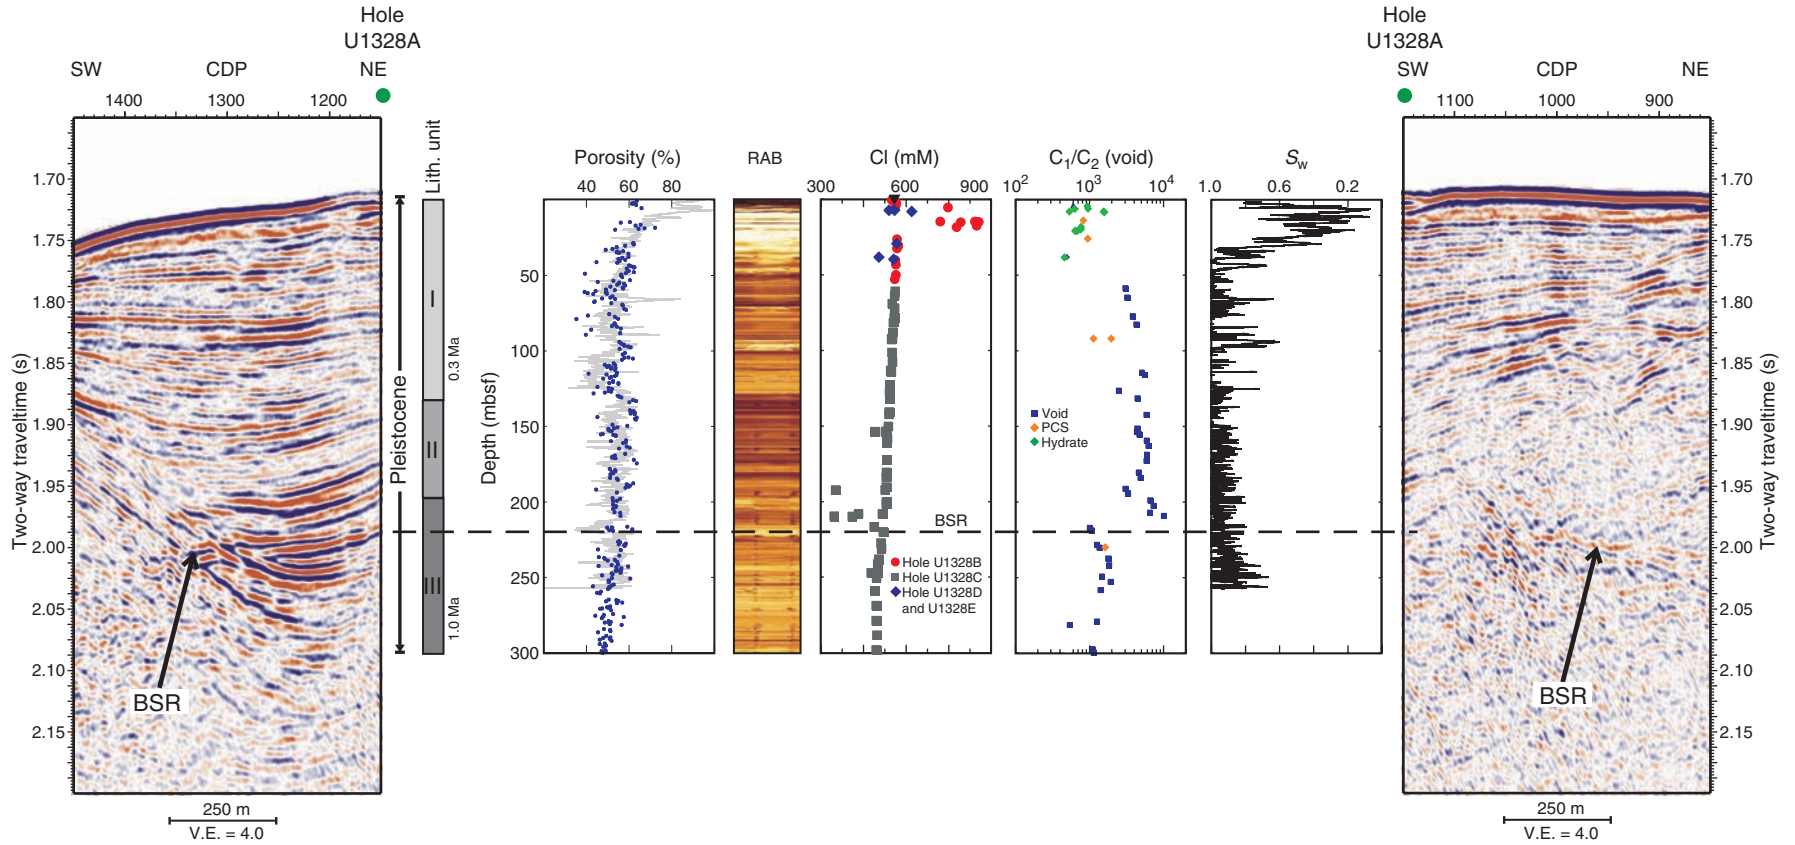 Hole
U1328A
SW CDP NE
1400 1300 1200
Two-way traveltime (s)
1.70
1.75
1.80
1.85
1.90
1.95
2.00
2.05
2.10
2.15
BSR
250 m
V.E. = 4.0
Pleistocene
Lith. unit
I
II
III
0.3 Ma
1.0 Ma
Depth (mbsf)
50
100
150
200
250
300
Porosity (%)
40 60 80
RAB
Cl (mM)
300 600 900
BSR
Hole U1328B
Hole U1328C
Hole U1328D
and U1328E
C1/C2 (void)
10² 10³ 10⁴
Void
PCS
Hydrate
Sw
1.0 0.6 0.2
Hole
U1328A
SW CDP NE
1100 1000 900
1.70
1.75
1.80
1.85
1.90
1.95
2.00
2.05
2.10
2.15
Two-way traveltime (s)
BSR
250 m
V.E. = 4.0